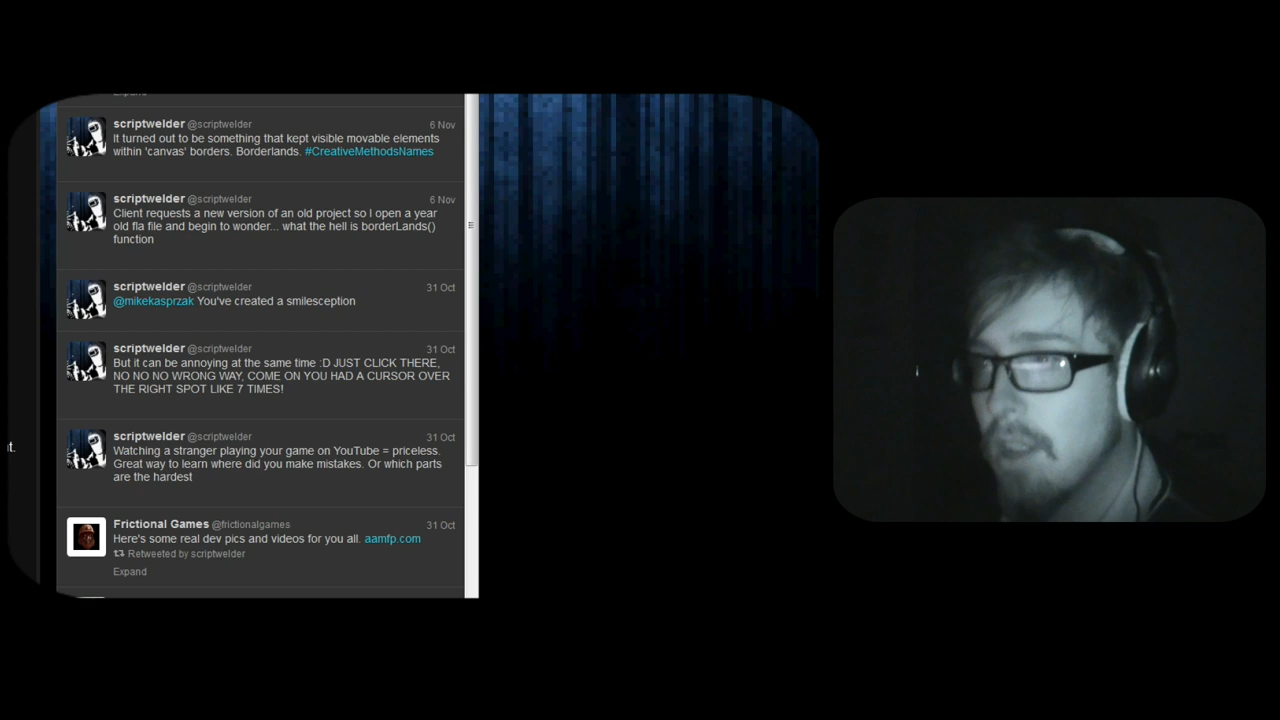 scriptwelder @scriptwelder 6 Nov
It turned out to be something that kept visible movable elements
within 'canvas' borders. Borderlands. #CreativeMethodsNames
scriptwelder @scriptwelder 6 Nov
Client requests a new version of an old project so I open a year
old fla file and begin to wonder... what the hell is borderLands()
function
scriptwelder @scriptwelder 31 Oct
@mikekasprzak You've created a smilesception
scriptwelder @scriptwelder 31 Oct
But it can be annoying at the same time :D JUST CLICK THERE,
NO NO NO WRONG WAY, COME ON YOU HAD A CURSOR OVER
THE RIGHT SPOT LIKE 7 TIMES!
scriptwelder @scriptwelder 31 Oct
Watching a stranger playing your game on YouTube = priceless.
Great way to learn where did you make mistakes. Or which parts
are the hardest
Frictional Games @frictionalgames 31 Oct
Here's some real dev pics and videos for you all. aamfp.com
Retweeted by scriptwelder
Expand